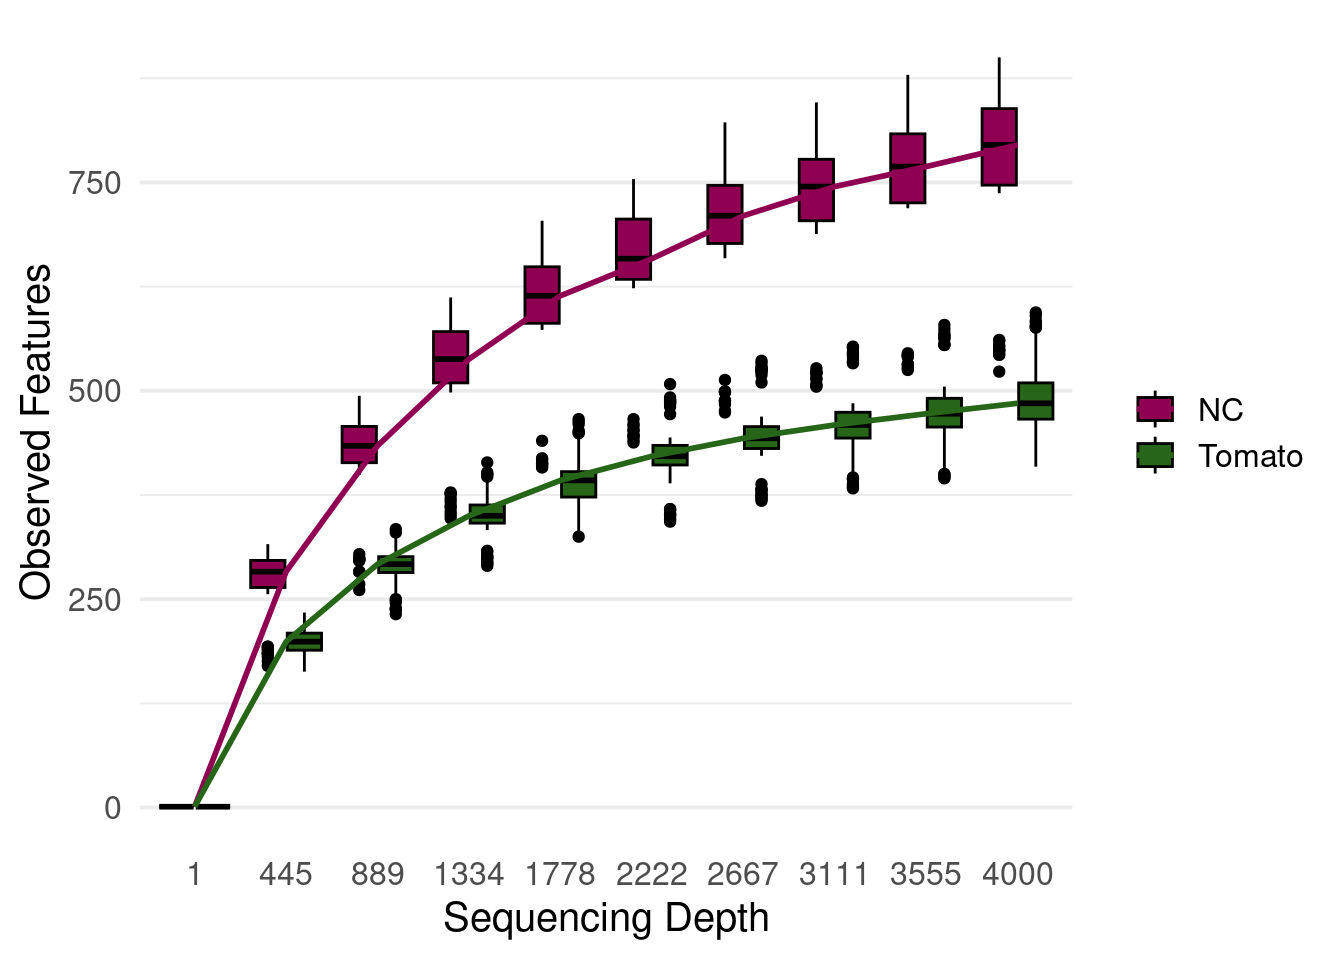 Observed Features
750
500
250
0
1 445 889 1334 1778 2222 2667 3111 3555 4000
Sequencing Depth
NC
Tomato